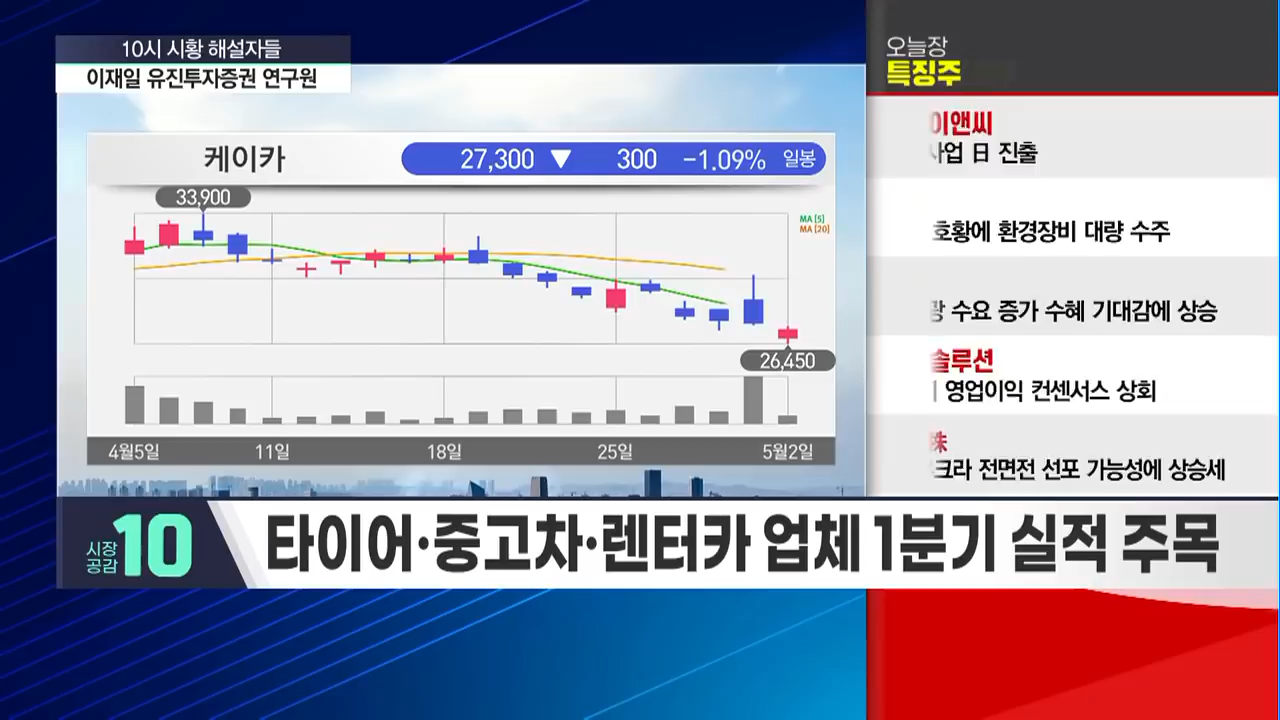 10시 시황 해설자들
이재일 유진투자증권 연구원
케이카
27,300 ▼ 300 -1.09% 일봉
33,900
MA [5]
MA [20]
26,450
4월5일 11일 18일 25일 5월2일
시장
공감
10
타이어·중고차·렌터카 업체 1분기 실적 주목
오늘장
특징주
이앤씨
사업 日 진출
호황에 환경장비 대량 수주
수요 증가 수혜 기대감에 상승
솔루션
영업이익 컨센서스 상회
株
크라 전면전 선포 가능성에 상승세